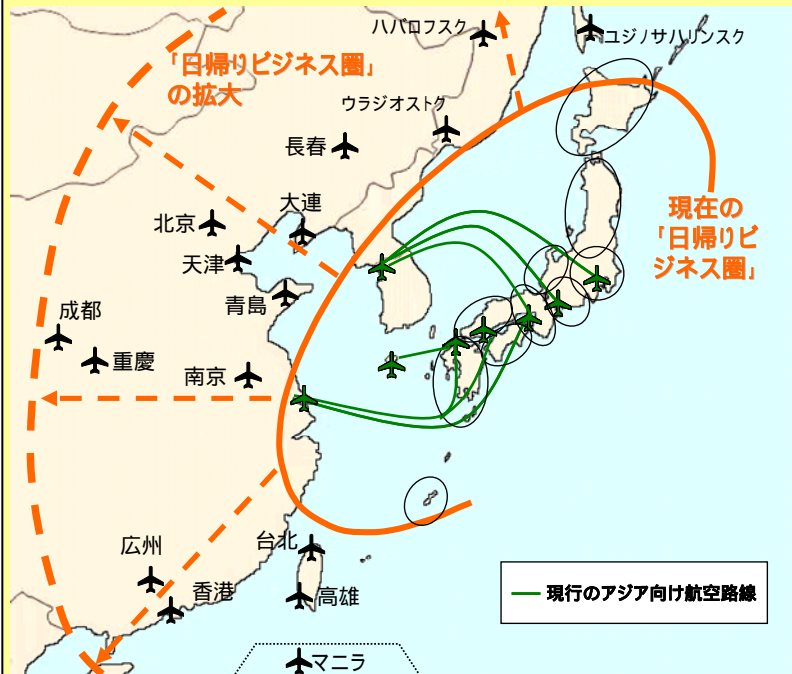 ハバロフスク
ユジノサハリンスク
「日帰りビジネス圏」
の拡大
ウラジオストク
長春
大連
北京
天津
現在の
「日帰りビ
ジネス圏」
青島
成都
重慶
南京
広州
台北
香港
高雄
現行のアジア向け航空路線
マニラ